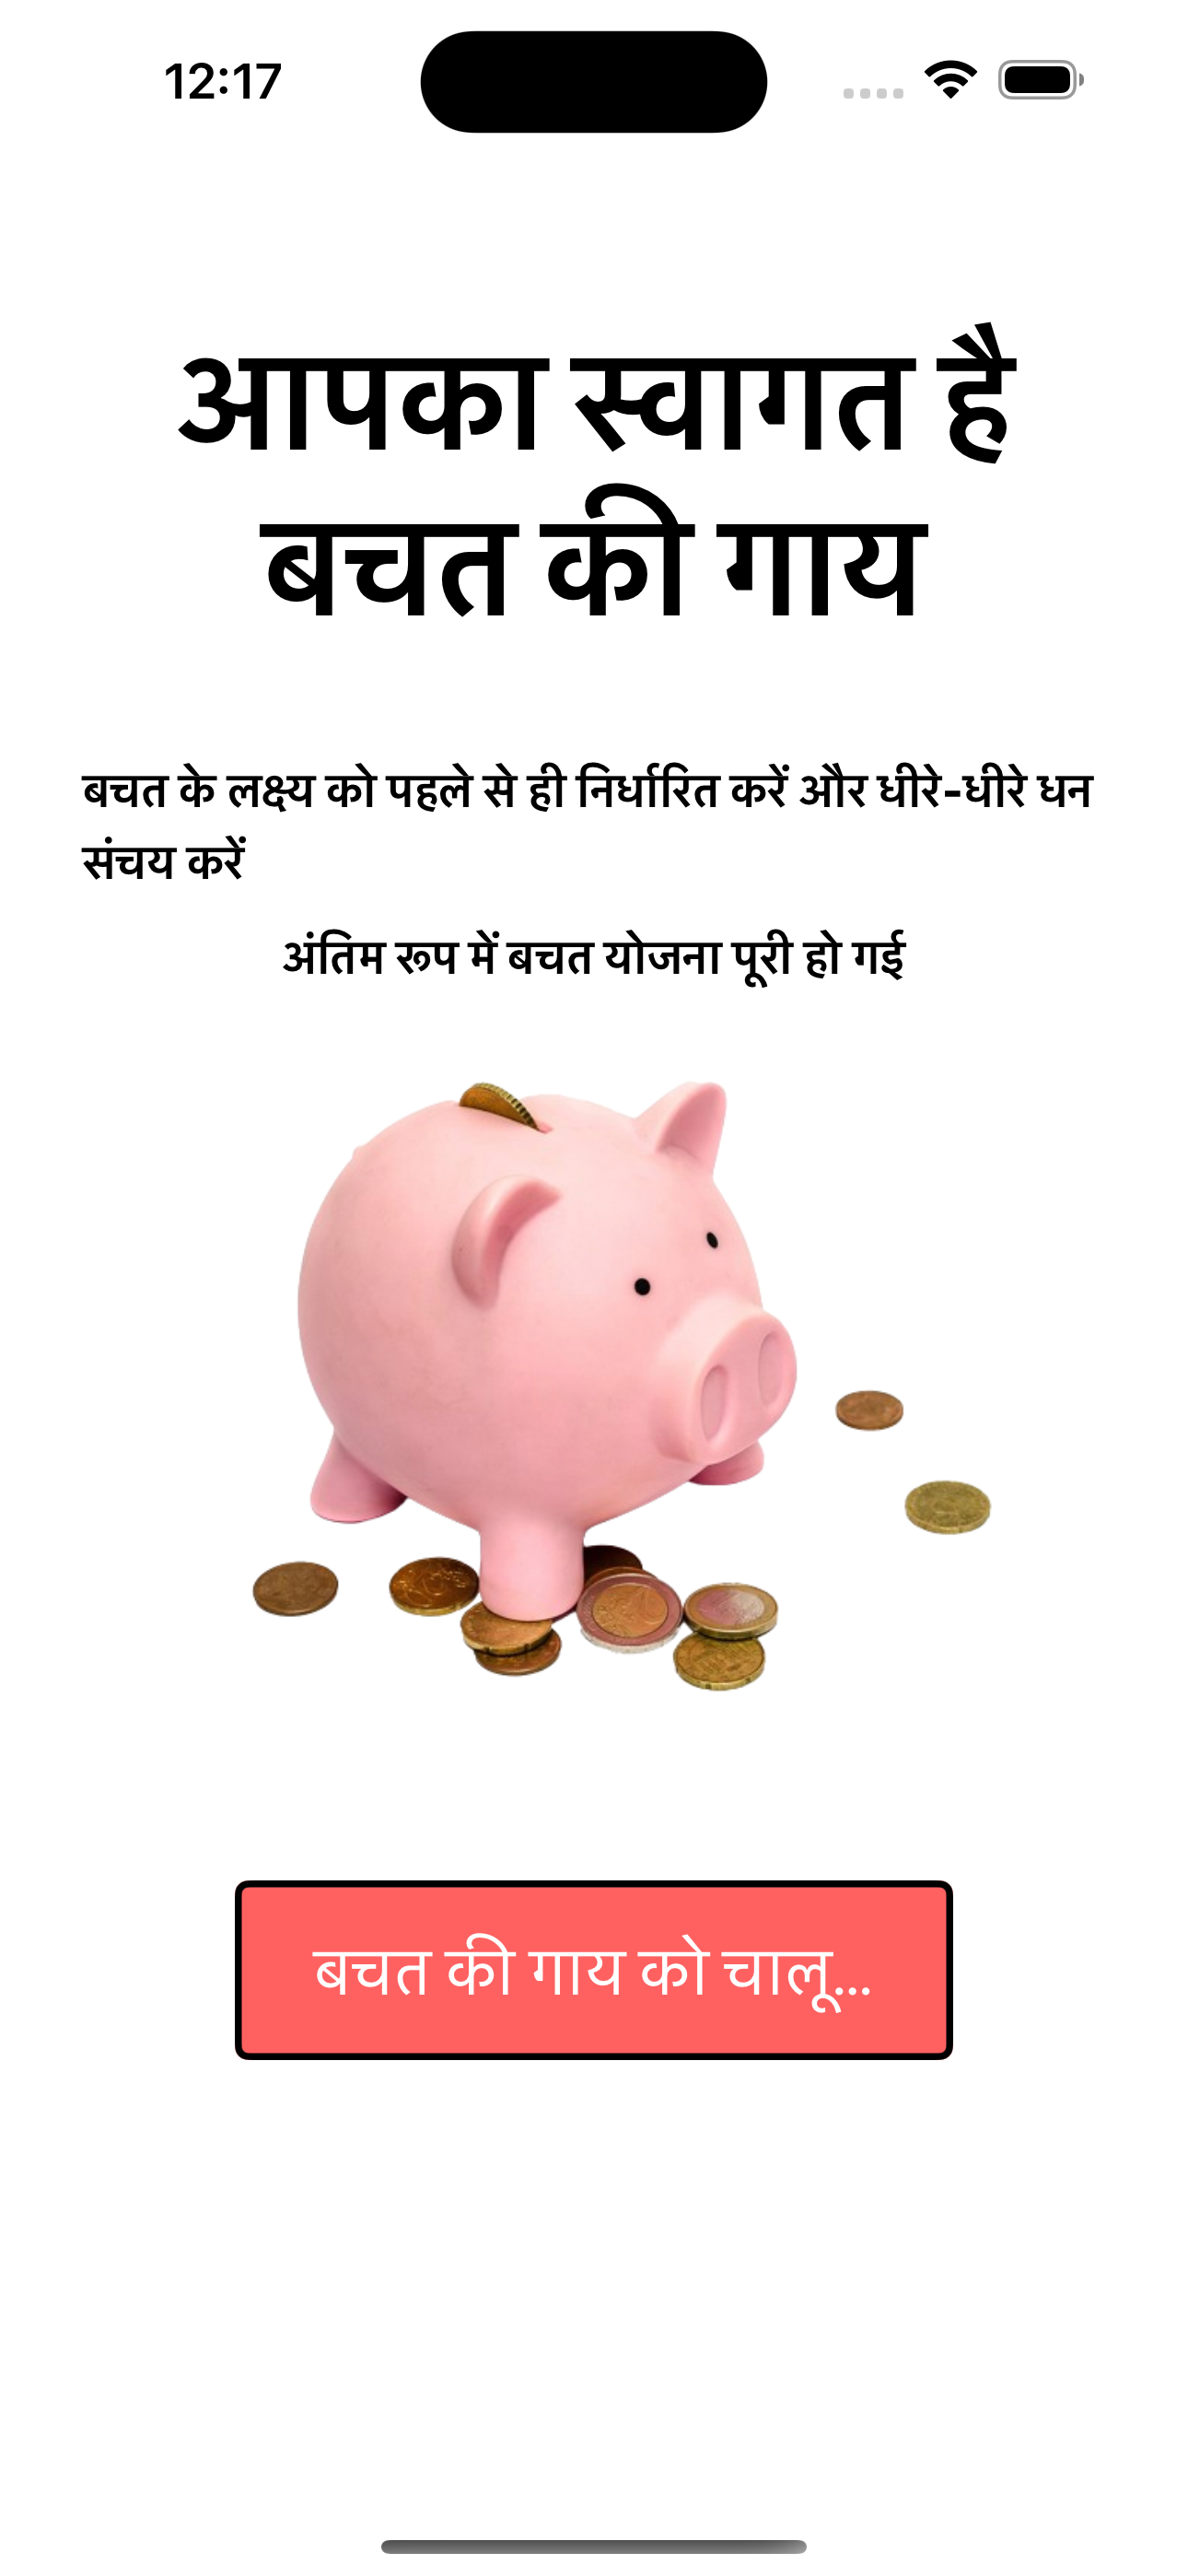 12:17
आपका स्वागत है
बचत की गाय
बचत के लक्ष्य को पहले से ही निर्धारित करें और धीरे-धीरे धन
संचय करें
अंतिम रूप में बचत योजना पूरी हो गई
बचत की गाय को चालू...